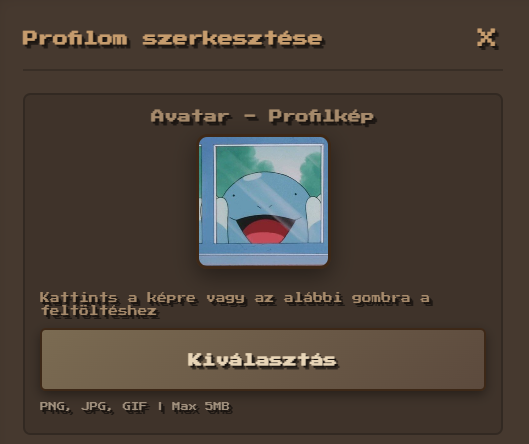 Profilom szerkesztése
X
Avatar - Profilkép
Kattints a képre vagy az alábbi gombra a
feltöltéshez
Kiválasztás
PNG, JPG, GIF | Max 5MB